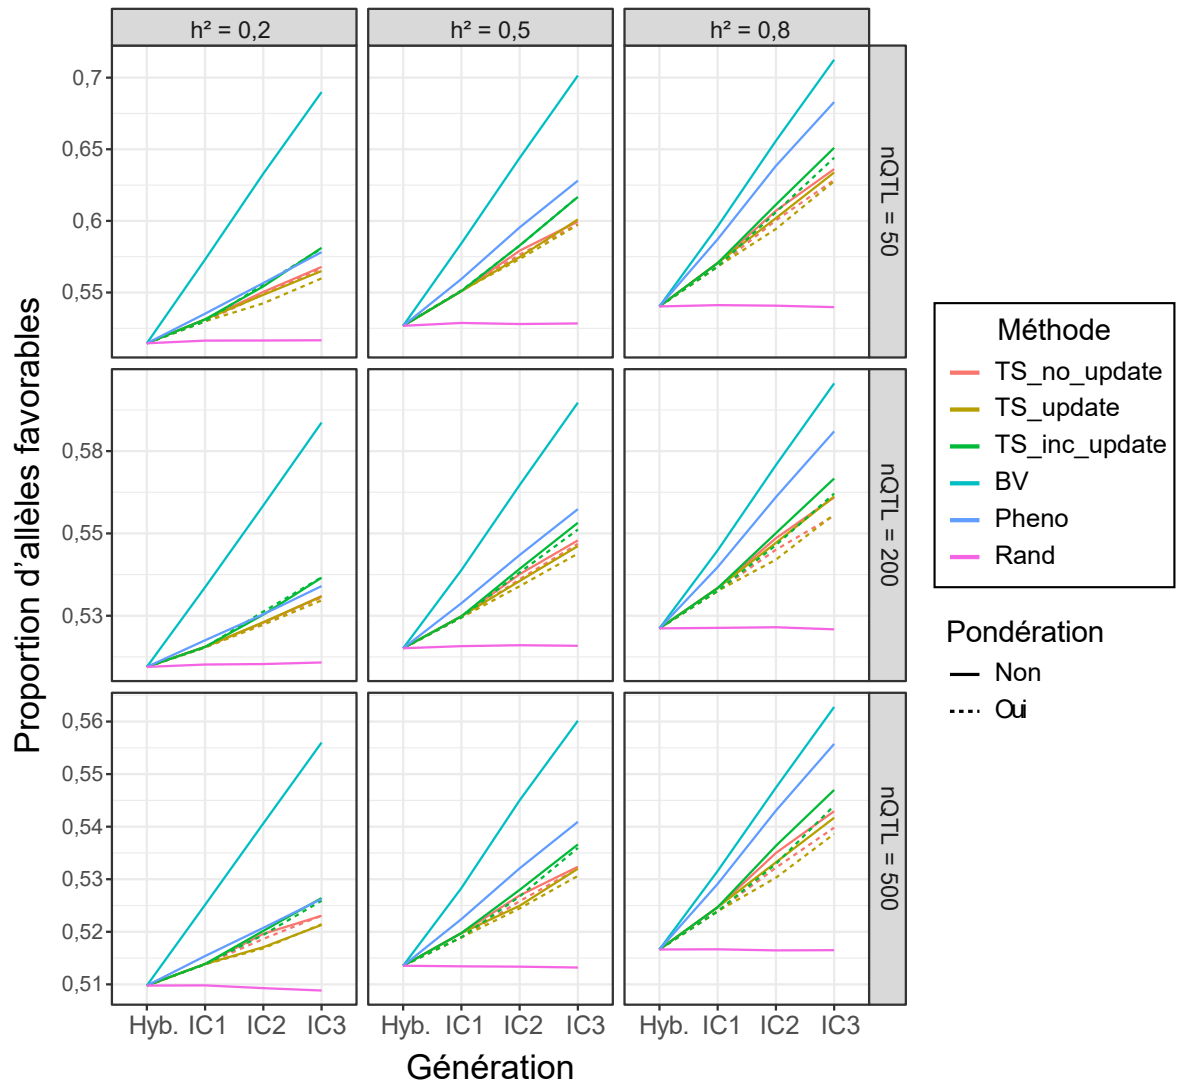 h² = 0,2
h² = 0,5
h² = 0,8
Proportion d'allèles favorables
0,7
0,65
0,6
0,55
nQTL = 50
0,58
0,55
0,53
nQTL = 200
0,56
0,55
0,54
0,53
0,52
0,51
nQTL = 500
Hyb. IC1 IC2 IC3
Hyb. IC1 IC2 IC3
Hyb. IC1 IC2 IC3
Génération
Méthode
TS_no_update
TS_update
TS_inc_update
BV
Pheno
Rand
Pondération
Non
Oui